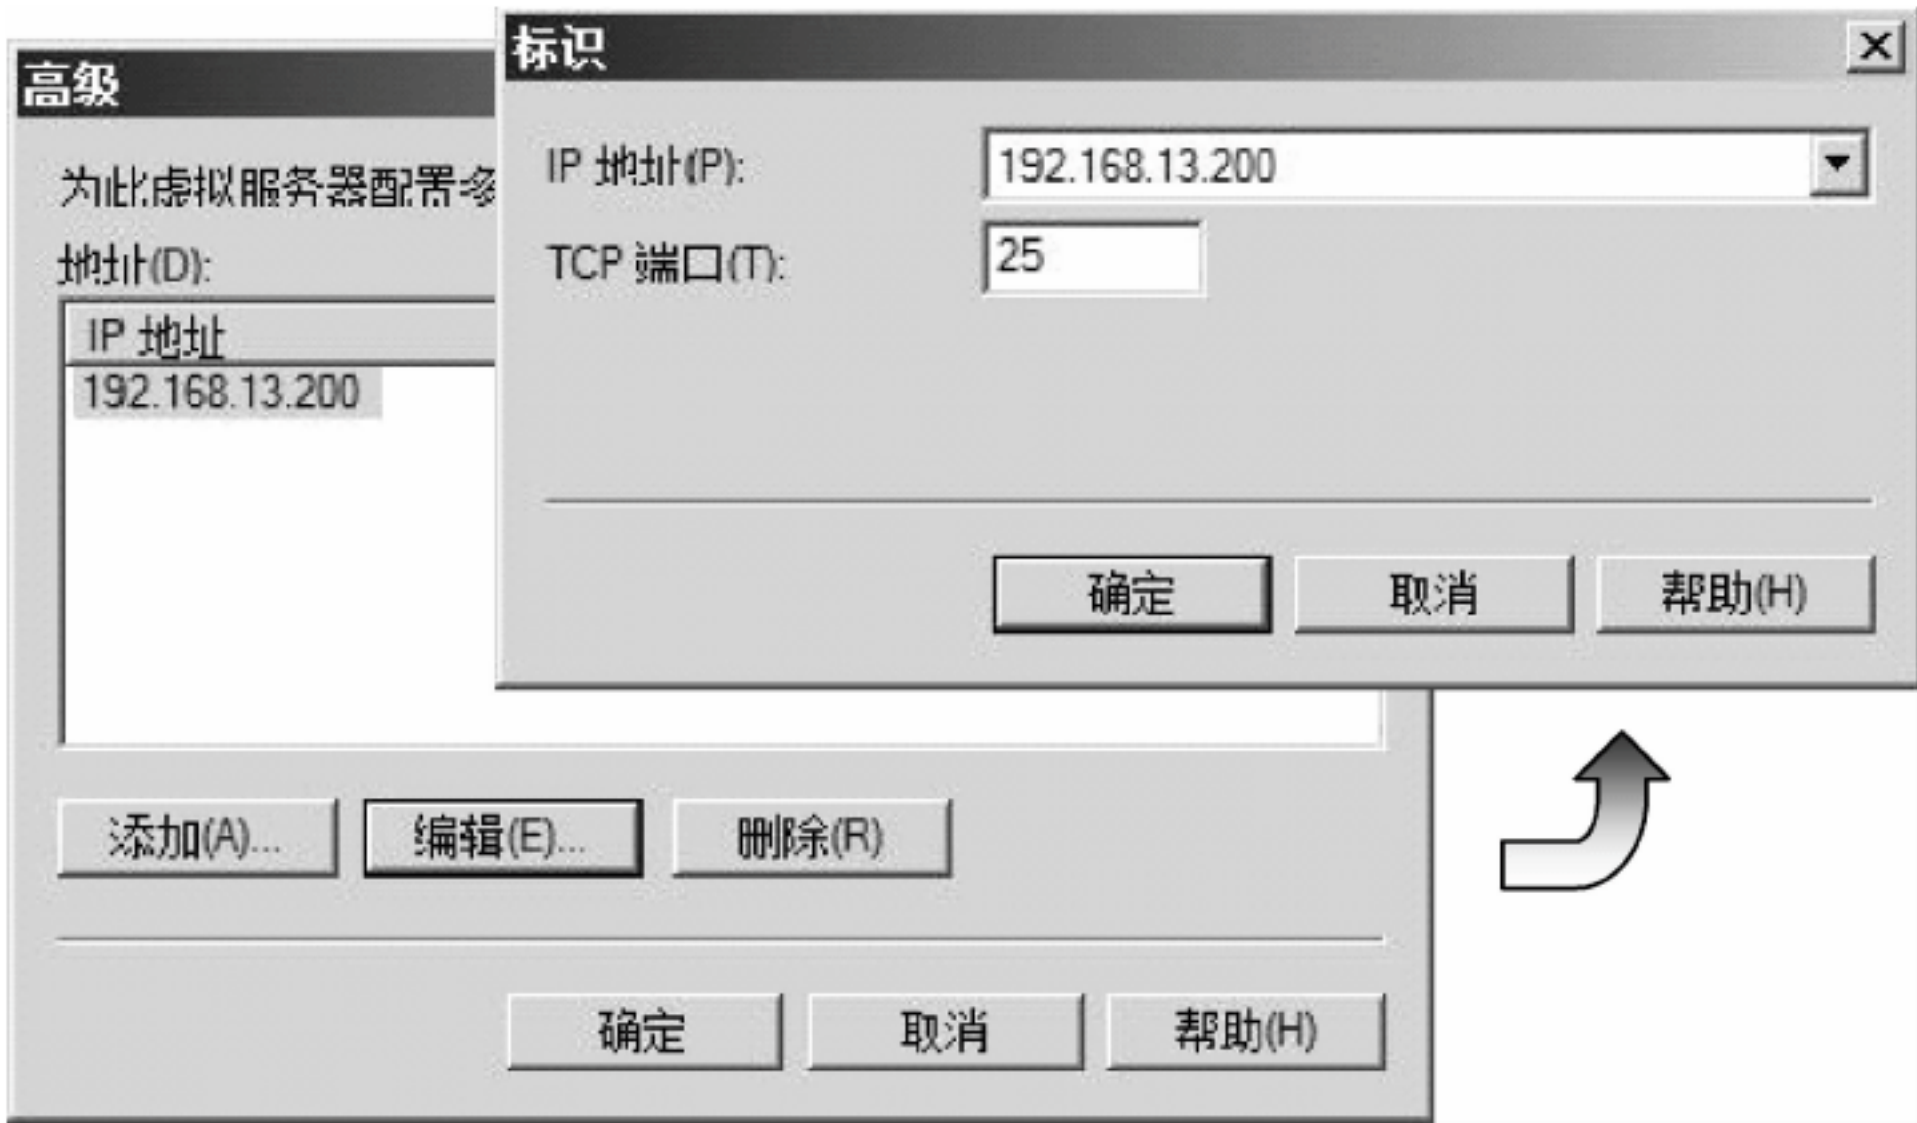 高级
为此虚拟服务器配置多
地址(D):
IP 地址
192.168.13.200
添加(A)...
编辑(E)...
删除(R)
确定
取消
帮助(H)
标识
IP 地址(P):
192.168.13.200
TCP 端口(T):
25
确定
取消
帮助(H)